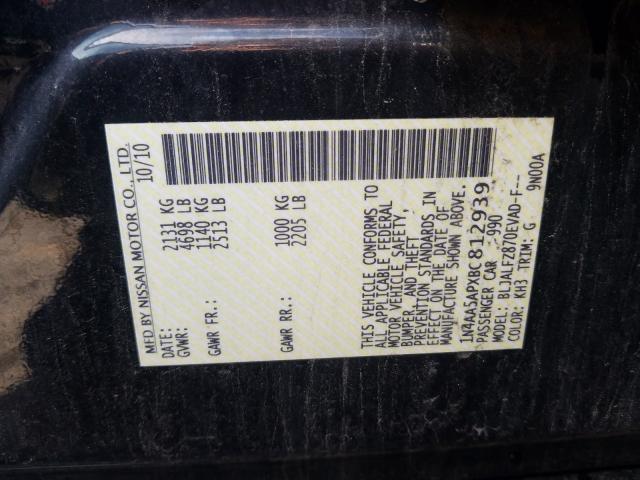 MFD BY NISSAN MOTOR CO., LTD.
DATE: 10/10
GVWR: 2131 KG
4698 LB
GAWR FR.: 1140 KG
2513 LB
GAWR RR.: 1000 KG
2205 LB
THIS VEHICLE CONFORMS TO
ALL APPLICABLE FEDERAL
MOTOR VEHICLE SAFETY,
BUMPER, AND THEFT
PREVENTION STANDARDS IN
EFFECT ON THE DATE OF
MANUFACTURE SHOWN ABOVE.
1N4AA5APXBC812939
PASSENGER CAR 990
MODEL: BLJALFZ870EVAD-F---
COLOR: KH3 TRIM: G 9N00A